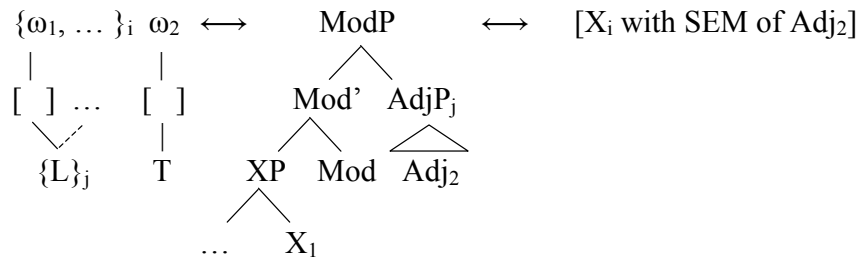 {ω₁, … }ᵢ ω₂ ⟷ ModP ⟷ [Xᵢ with SEM of Adj₂]
[ ] … [ ] Mod’ AdjPⱼ
{L}ⱼ T XP Mod Adj₂
… X₁